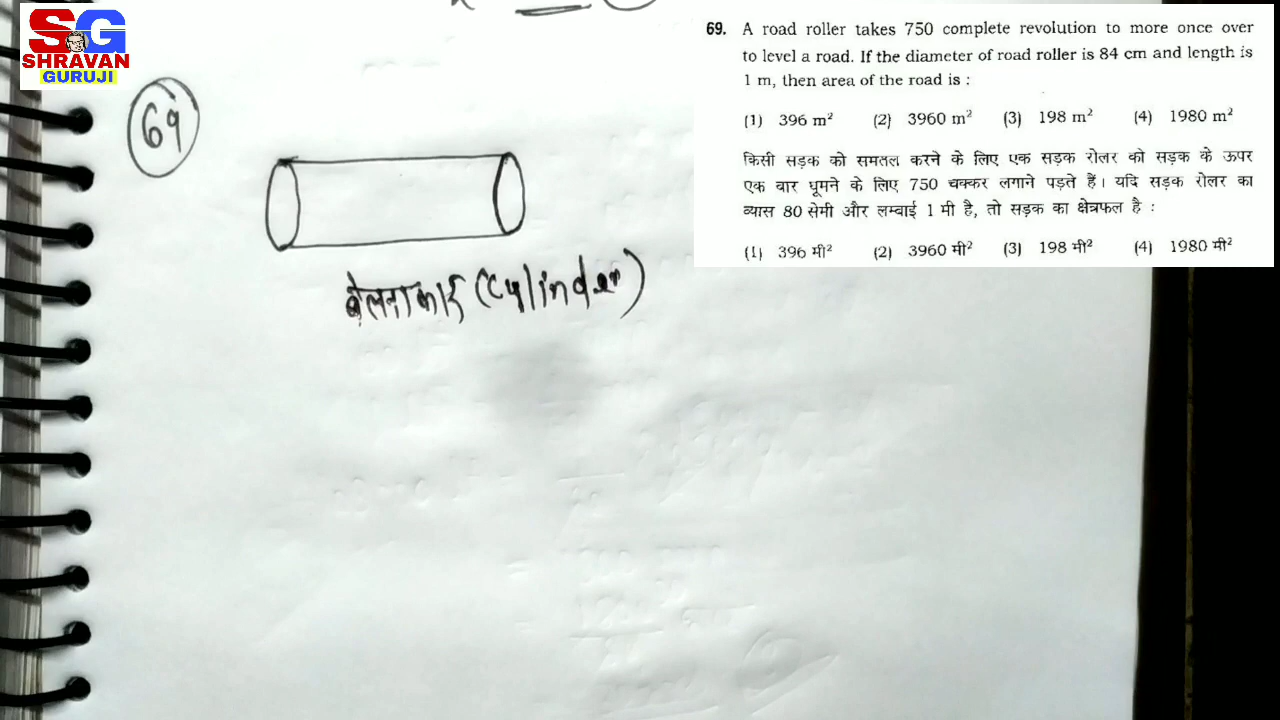 SG
SHRAVAN
GURUJI
69
बेलनाकार (Cylinder)
69. A road roller takes 750 complete revolution to more once over
to level a road. If the diameter of road roller is 84 cm and length is
1 m, then area of the road is :
(1) 396 m² (2) 3960 m² (3) 198 m² (4) 1980 m²
किसी सड़क को समतल करने के लिए एक सड़क रोलर को सड़क के ऊपर
एक बार घूमने के लिए 750 चक्कर लगाने पड़ते हैं। यदि सड़क रोलर का
व्यास 80 सेमी और लम्बाई 1 मी है, तो सड़क का क्षेत्रफल है :
(1) 396 मी² (2) 3960 मी² (3) 198 मी² (4) 1980 मी²